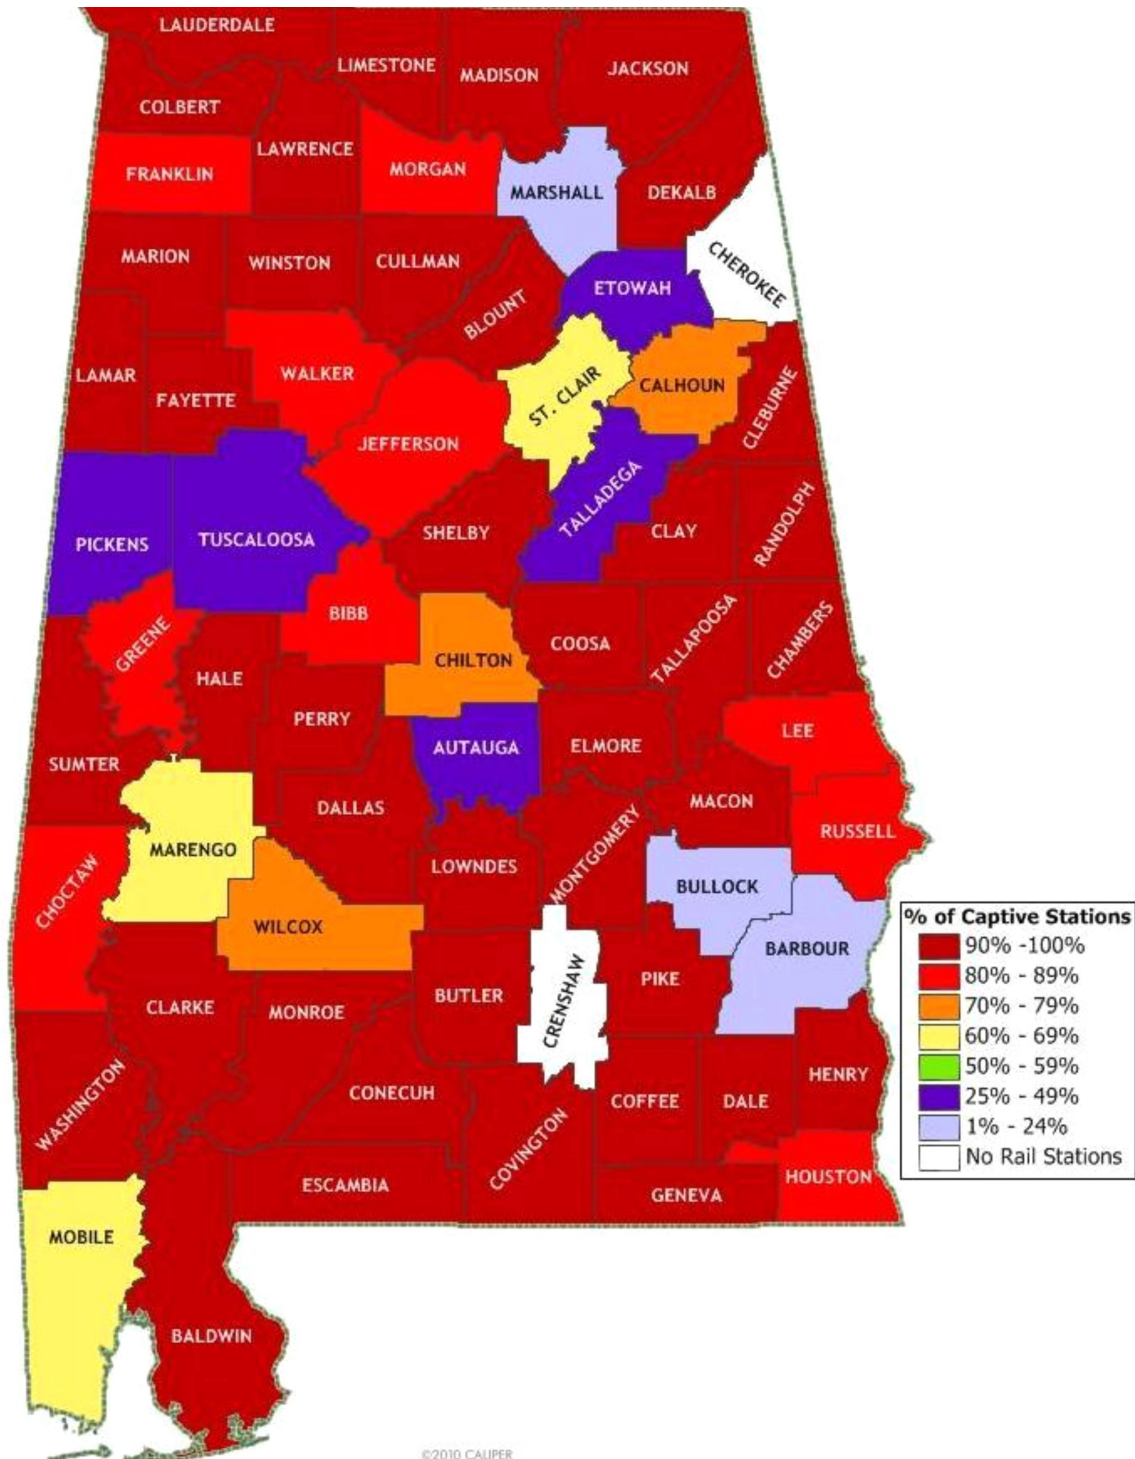 LAUDERDALE
LIMESTONE
MADISON
JACKSON
COLBERT
LAWRENCE
FRANKLIN
MORGAN
MARSHALL
DEKALB
CHEROKEE
MARION
WINSTON
CULLMAN
BLOUNT
ETOWAH
LAMAR
FAYETTE
WALKER
ST. CLAIR
CALHOUN
CLEBURNE
JEFFERSON
PICKENS
TUSCALOOSA
SHELBY
TALLADEGA
CLAY
RANDOLPH
GREENE
HALE
BIBB
CHILTON
COOSA
TALLAPOOSA
CHAMBERS
PERRY
SUMTER
AUTAUGA
ELMORE
LEE
DALLAS
MACON
RUSSELL
MARENGO
LOWNDES
MONTGOMERY
BULLOCK
CHOCTAW
WILCOX
BARBOUR
CLARKE
MONROE
BUTLER
CRENSHAW
PIKE
WASHINGTON
CONECUH
COVINGTON
COFFEE
DALE
HENRY
ESCAMBIA
GENEVA
HOUSTON
MOBILE
BALDWIN
% of Captive Stations
90% -100%
80% - 89%
70% - 79%
60% - 69%
50% - 59%
25% - 49%
1% - 24%
No Rail Stations
©2010 CALIPER